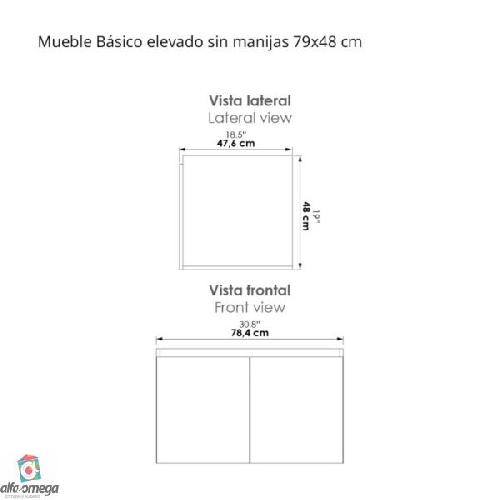 Mueble Básico elevado sin manijas 79x48 cm
Vista lateral
Lateral view
18.5"
47,6 cm
48 cm
19"
Vista frontal
Front view
30.8"
78,4 cm
alfa omega